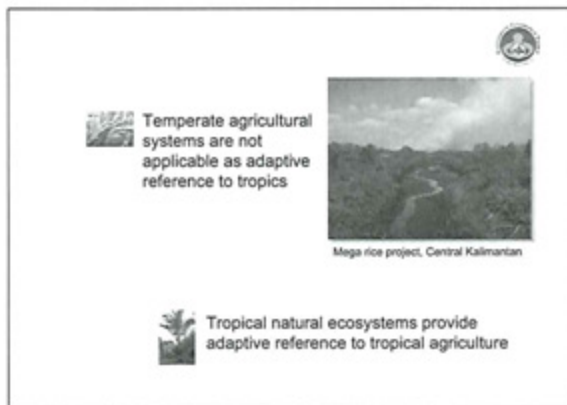 Temperate agricultural
systems are not
applicable as adaptive
reference to tropics
Mega rice project, Central Kalimantan
Tropical natural ecosystems provide
adaptive reference to tropical agriculture